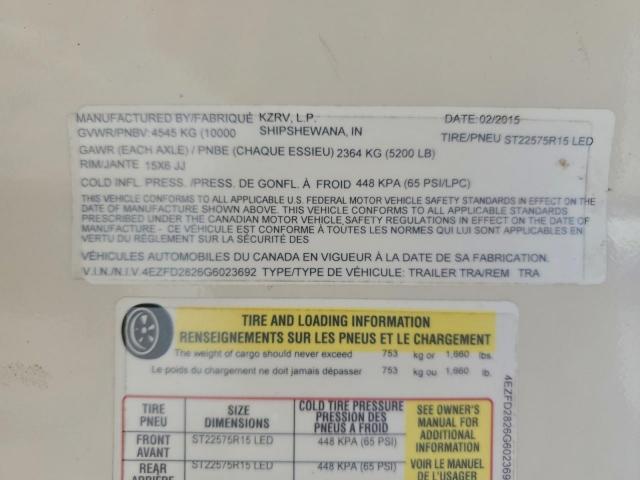 MANUFACTURED BY/FABRIQUÉ KZRV, L.P. DATE: 02/2015
GVWR/PNBV: 4545 KG (10000 SHIPSHEWANA, IN TIRE/PNEU ST22575R15 LED
GAWR (EACH AXLE) / PNBE (CHAQUE ESSIEU) 2364 KG (5200 LB)
RIM/JANTE 15X6 JJ
COLD INFL. PRESS. /PRESS. DE GONFL. À FROID 448 KPA (65 PSI/LPC)
THIS VEHICLE CONFORMS TO ALL APPLICABLE U.S. FEDERAL MOTOR VEHICLE SAFETY STANDARDS IN EFFECT ON THE
DATE OF MANUFACTURE SHOWN ABOVE. THIS VEHICLE CONFORMS TO ALL APPLICABLE STANDARDS
PRESCRIBED UNDER THE CANADIAN MOTOR VEHICLE SAFETY REGULATIONS IN EFFECT ON THE DATE OF
MANUFACTURE - CE VÉHICULE EST CONFORME À TOUTES LES NORMES QUI LUI SONT APPLICABLES EN
VERTU DU RÈGLEMENT SUR LA SÉCURITÉ DES
VÉHICULES AUTOMOBILES DU CANADA EN VIGUEUR À LA DATE DE SA FABRICATION.
V.I.N./N.I.V. 4EZFD2826G6023692 TYPE/TYPE DE VÉHICULE: TRAILER TRA/REM TRA
TIRE AND LOADING INFORMATION
RENSEIGNEMENTS SUR LES PNEUS ET LE CHARGEMENT
The weight of cargo should never exceed 753 kg or 1,660 lbs.
Le poids du chargement ne doit jamais dépasser 753 kg ou 1,660 lb.
TIRE SIZE COLD TIRE PRESSURE SEE OWNER'S
PNEU DIMENSIONS PRESSION DES MANUAL FOR
PNEUS A FROID ADDITIONAL
FRONT ST22575R15 LED 448 KPA (65 PSI) INFORMATION
AVANT
REAR ST22575R15 LED 448 KPA (65 PSI) VOIR LE MANUEL
ARRIÈRE DE L'USAGER
4EZFD2826G602369